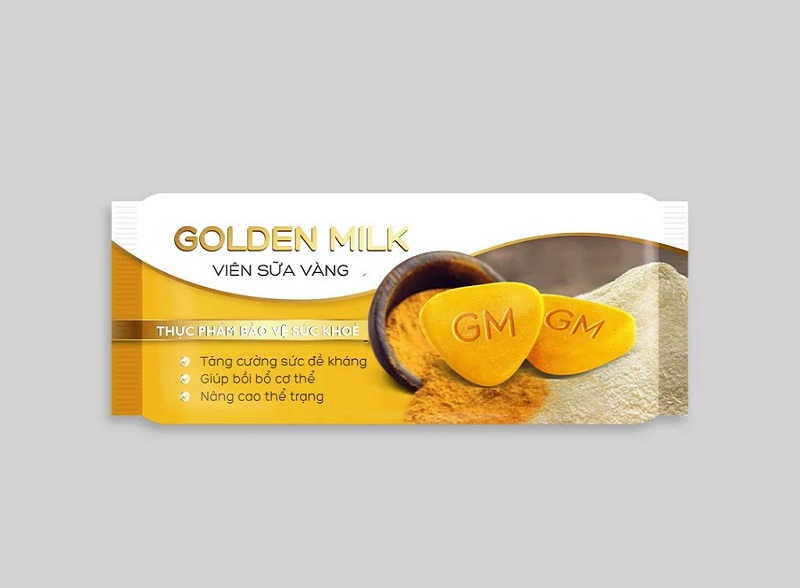 GOLDEN MILK
VIÊN SỮA VÀNG
THỰC PHẨM BẢO VỆ SỨC KHOẺ
Tăng cường sức đề kháng
Giúp bồi bổ cơ thể
Nâng cao thể trạng
GM
GM